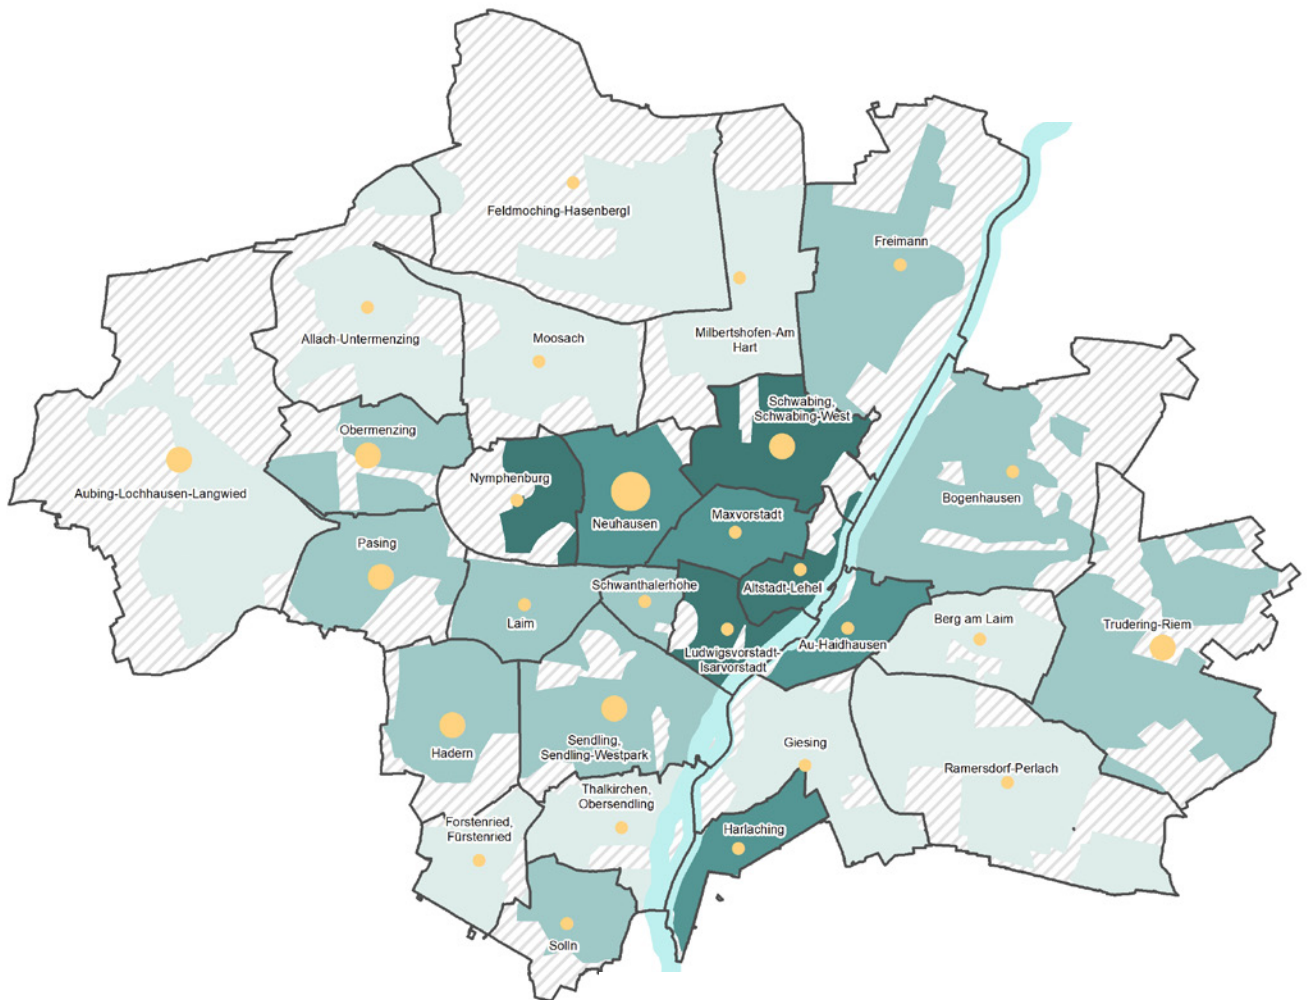 Feldmoching-Hasenbergl
Freimann
Allach-Untermenzing
Moosach
Milbertshofen-Am
Hart
Schwabing,
Schwabing-West
Obermenzing
Aubing-Lochhausen-Langwied
Nymphenburg
Neuhausen
Maxvorstadt
Bogenhausen
Pasing
Schwanthalerhöhe
Altstadt-Lehel
Laim
Ludwigsvorstadt-
Isarvorstadt
Au-Haidhausen
Berg am Laim
Trudering-Riem
Hadern
Sendling,
Sendling-Westpark
Giesing
Ramersdorf-Perlach
Thalkirchen,
Obersendling
Forstenried,
Fürstenried
Harlaching
Solln